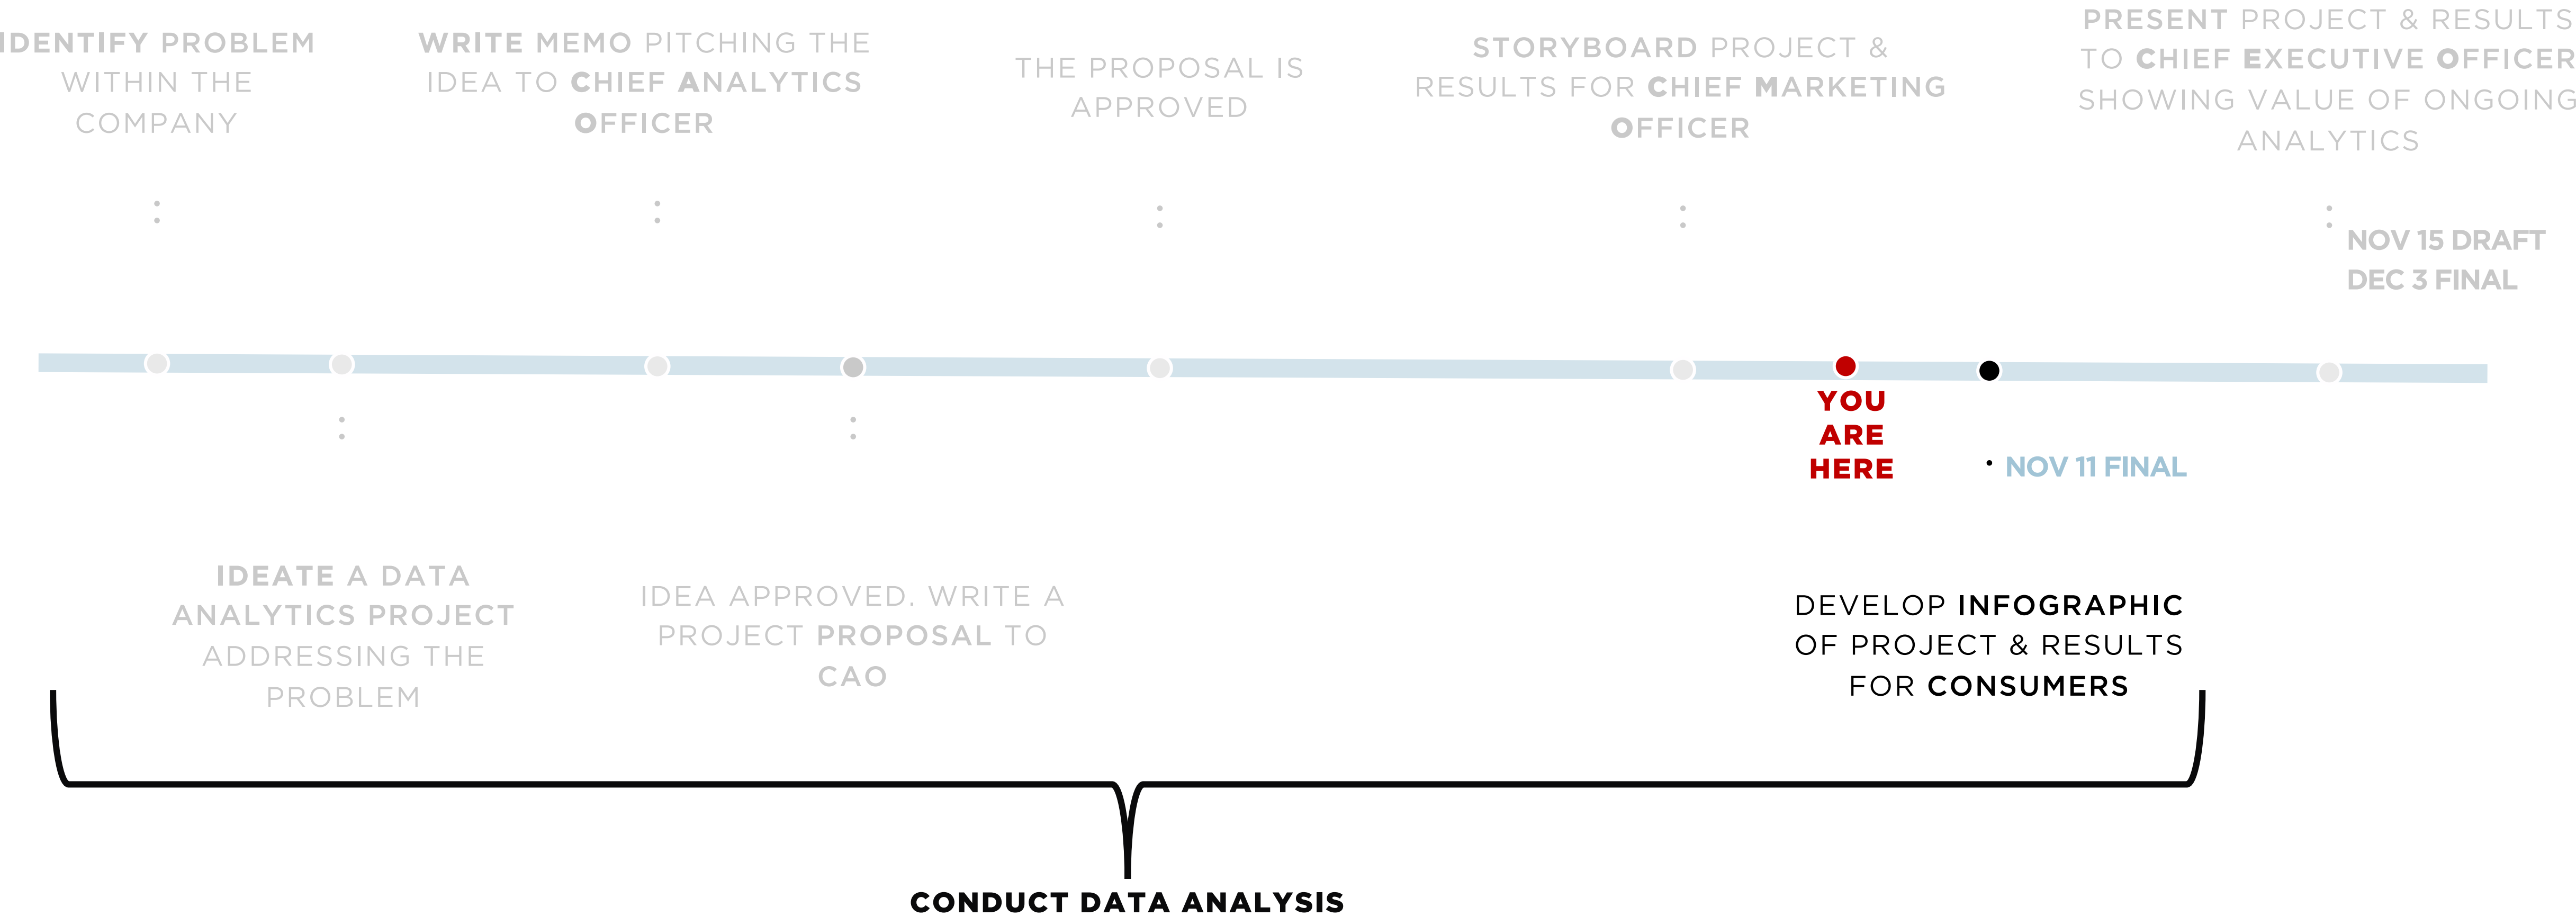 IDENTIFY PROBLEM
WITHIN THE
COMPANY
WRITE MEMO PITCHING THE
IDEA TO CHIEF ANALYTICS
OFFICER
THE PROPOSAL IS
APPROVED
STORYBOARD PROJECT &
RESULTS FOR CHIEF MARKETING
OFFICER
PRESENT PROJECT & RESULTS
TO CHIEF EXECUTIVE OFFICER
SHOWING VALUE OF ONGOING
ANALYTICS
NOV 15 DRAFT
DEC 3 FINAL
YOU
ARE
HERE
NOV 11 FINAL
IDEATE A DATA
ANALYTICS PROJECT
ADDRESSING THE
PROBLEM
IDEA APPROVED. WRITE A
PROJECT PROPOSAL TO
CAO
DEVELOP INFOGRAPHIC
OF PROJECT & RESULTS
FOR CONSUMERS
CONDUCT DATA ANALYSIS